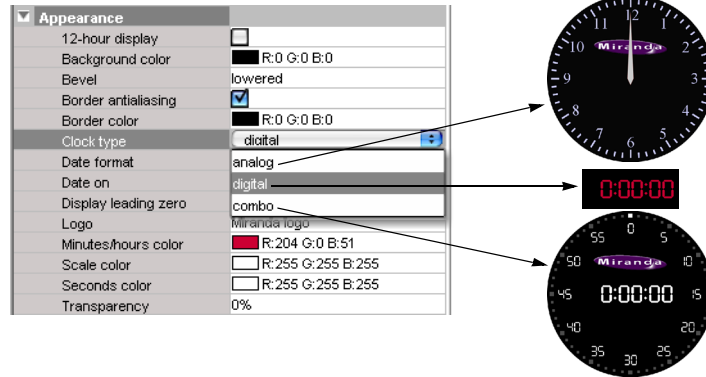 Appearance
12-hour display
Background color R:0 G:0 B:0
Bevel lowered
Border antialiasing
Border color R:0 G:0 B:0
Clock type digital
Date format analog
Date on digital
Display leading zero combo
Logo Miranda logo
Minutes/hours color R:204 G:0 B:51
Scale color R:255 G:255 B:255
Seconds color R:255 G:255 B:255
Transparency 0%
11 12
10 Miranda 2
9 3
8 4
7 6 5
0:00:00
55 0 5
50 Miranda 10
45 0:00:00 15
40 20
35 30 25